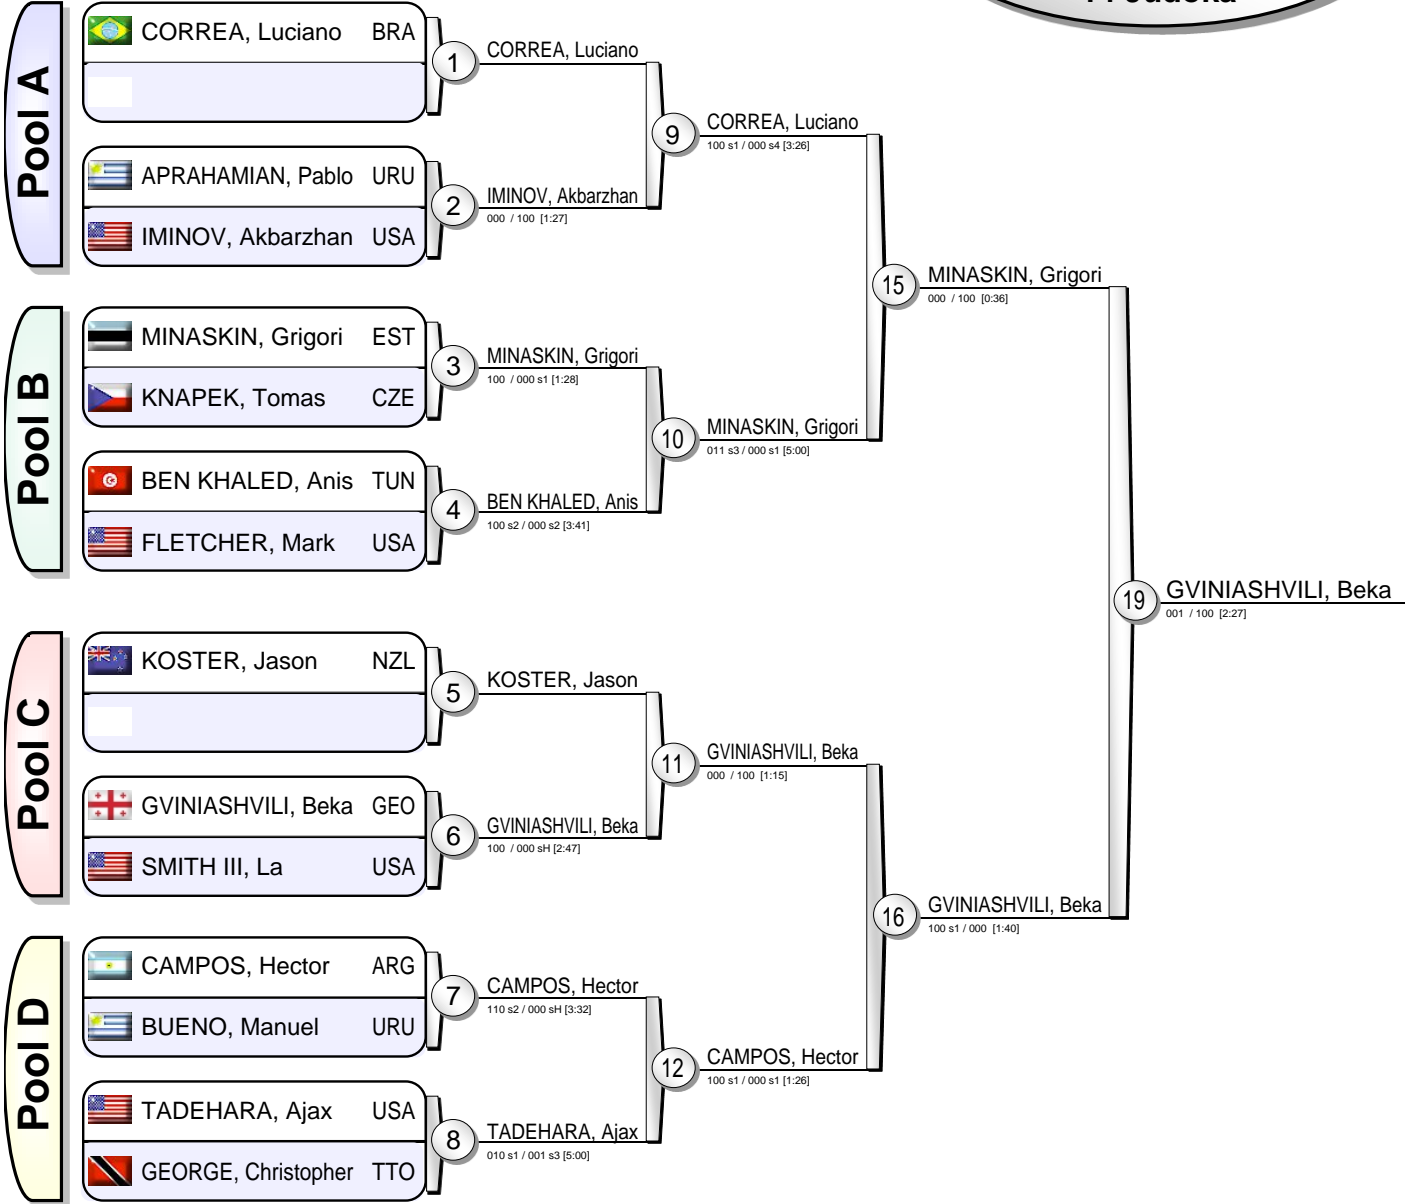 Pool A
CORREA, Luciano BRA
1
CORREA, Luciano
APRAHAMIAN, Pablo URU
IMINOV, Akbarzhan USA
2
IMINOV, Akbarzhan
000 / 100 [1:27]
9
CORREA, Luciano
100 s1 / 000 s4 [3:26]
Pool B
MINASKIN, Grigori EST
KNAPEK, Tomas CZE
3
MINASKIN, Grigori
100 / 000 s1 [1:28]
BEN KHALED, Anis TUN
FLETCHER, Mark USA
4
BEN KHALED, Anis
100 s2 / 000 s2 [3:41]
10
MINASKIN, Grigori
011 s3 / 000 s1 [5:00]
15
MINASKIN, Grigori
000 / 100 [0:36]
Pool C
KOSTER, Jason NZL
5
KOSTER, Jason
GVINIASHVILI, Beka GEO
SMITH III, La USA
6
GVINIASHVILI, Beka
100 / 000 sH [2:47]
11
GVINIASHVILI, Beka
000 / 100 [1:15]
Pool D
CAMPOS, Hector ARG
BUENO, Manuel URU
7
CAMPOS, Hector
110 s2 / 000 sH [3:32]
TADEHARA, Ajax USA
GEORGE, Christopher TTO
8
TADEHARA, Ajax
010 s1 / 001 s3 [5:00]
12
CAMPOS, Hector
100 s1 / 000 s1 [1:26]
16
GVINIASHVILI, Beka
100 s1 / 000 [1:40]
19
GVINIASHVILI, Beka
001 / 100 [2:27]